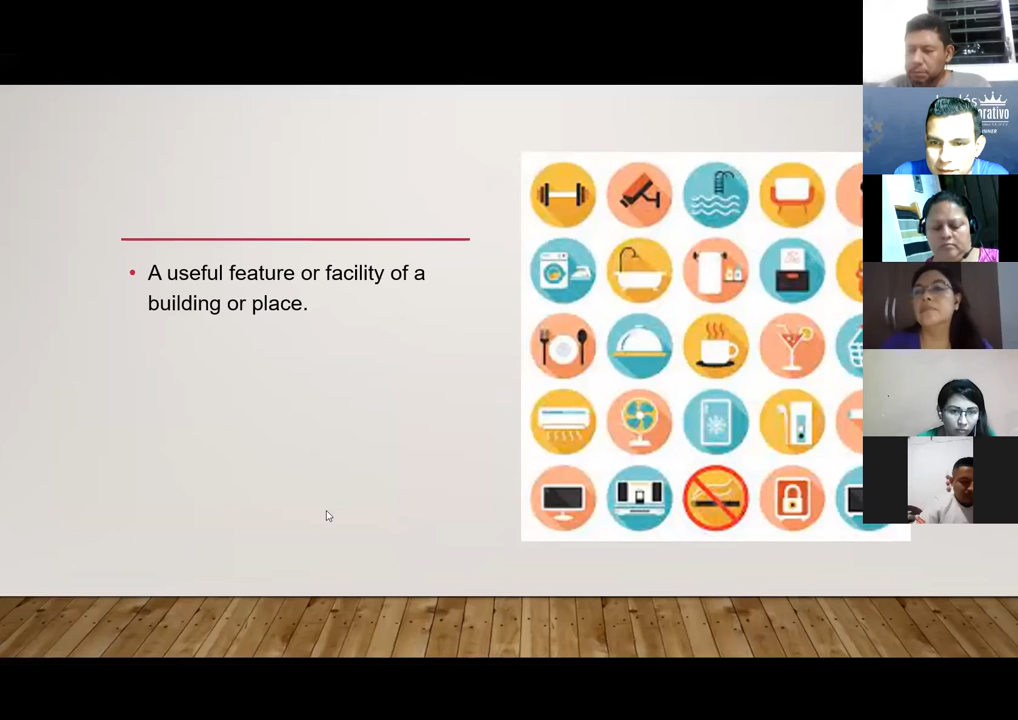 • A useful feature or facility of a
building or place.